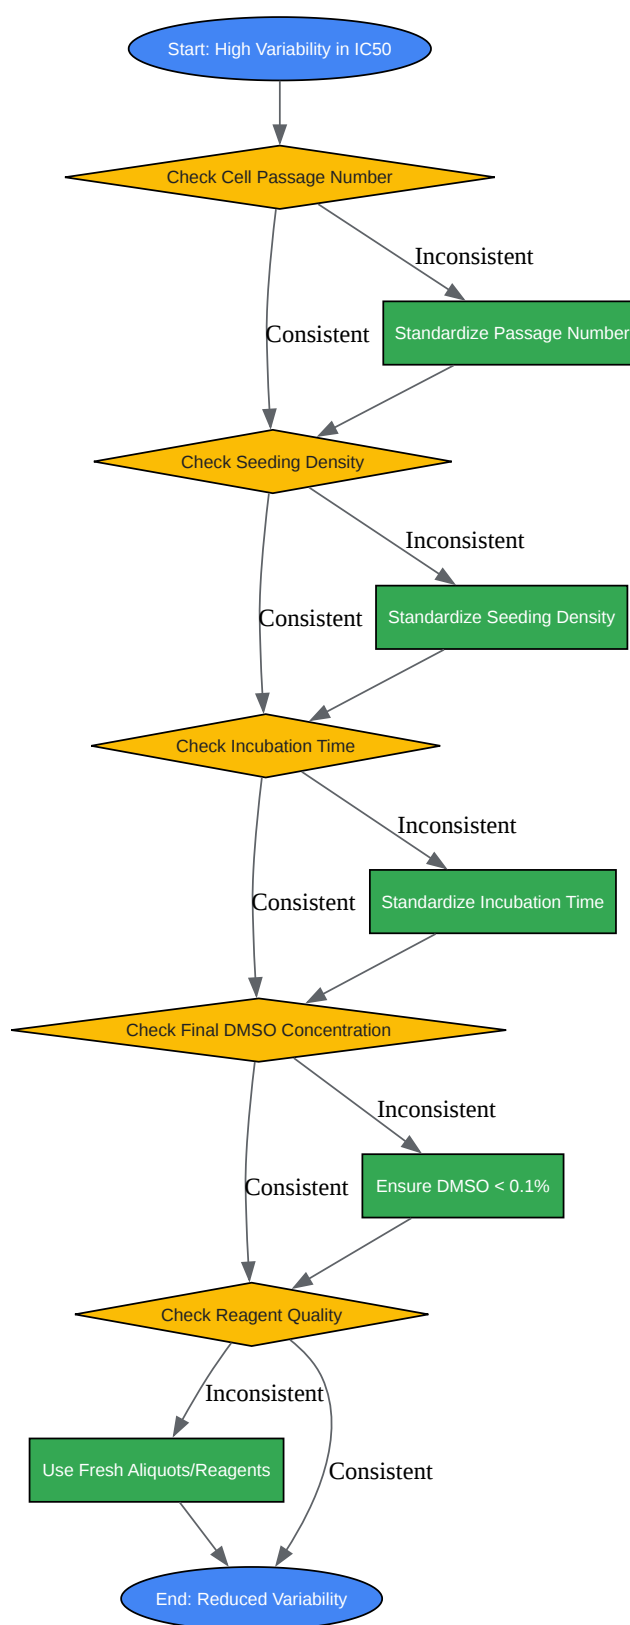 Start: High Variability in IC50
Check Cell Passage Number
Inconsistent
Consistent
Standardize Passage Number
Check Seeding Density
Inconsistent
Consistent
Standardize Seeding Density
Check Incubation Time
Inconsistent
Consistent
Standardize Incubation Time
Check Final DMSO Concentration
Inconsistent
Consistent
Ensure DMSO < 0.1%
Check Reagent Quality
Inconsistent
Use Fresh Aliquots/Reagents
Consistent
End: Reduced Variability